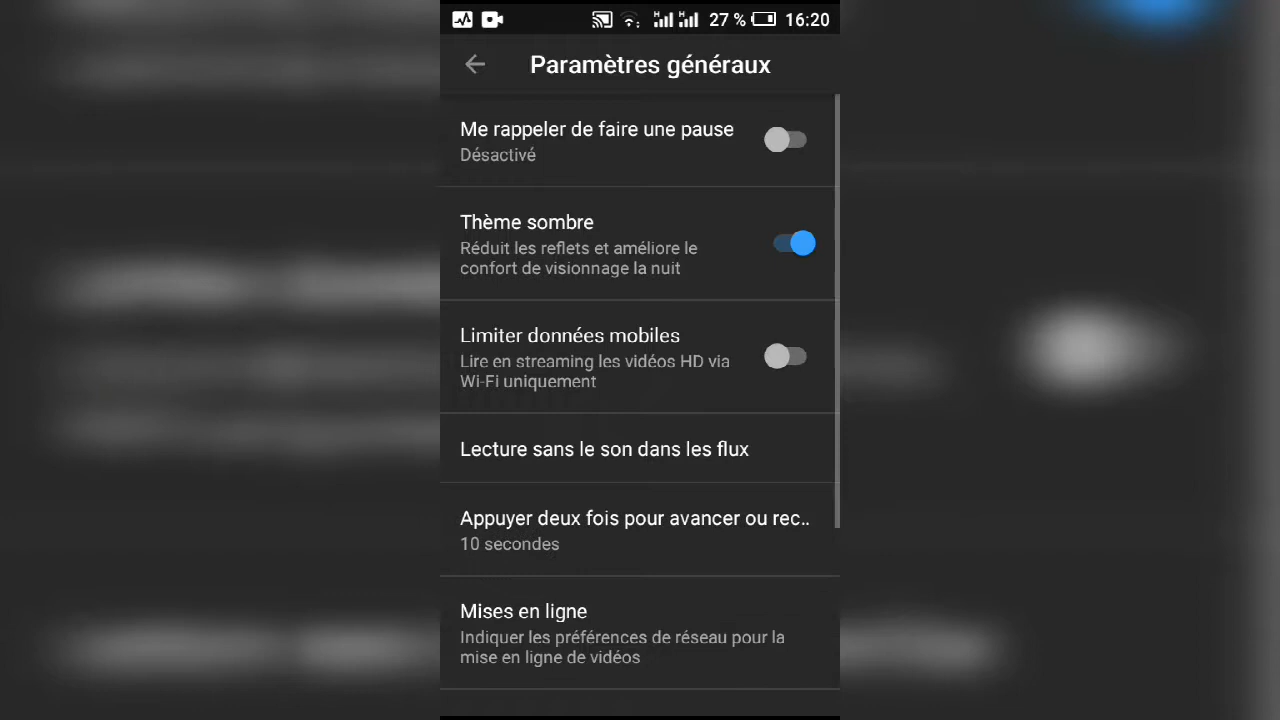 27 % 16:20
Paramètres généraux
Me rappeler de faire une pause
Désactivé
Thème sombre
Réduit les reflets et améliore le
confort de visionnage la nuit
Limiter données mobiles
Lire en streaming les vidéos HD via
Wi-Fi uniquement
Lecture sans le son dans les flux
Appuyer deux fois pour avancer ou rec..
10 secondes
Mises en ligne
Indiquer les préférences de réseau pour la
mise en ligne de vidéos